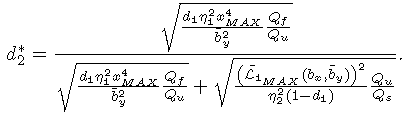 $$d_2^* = \frac{\sqrt{\frac{d_1 \eta_1^2 x_{MAX}^4}{\bar{b}_y^2} \frac{Q_f}{Q_u}}}{\sqrt{\frac{d_1 \eta_1^2 x_{MAX}^4}{\bar{b}_y^2} \frac{Q_f}{Q_u}} + \sqrt{\frac{\left(\bar{\mathcal{L}}_{1_{MAX}}(b_x, \bar{b}_y)\right)^2}{\eta_2^2 (1-d_1)} \frac{Q_u}{Q_s}}}.$$